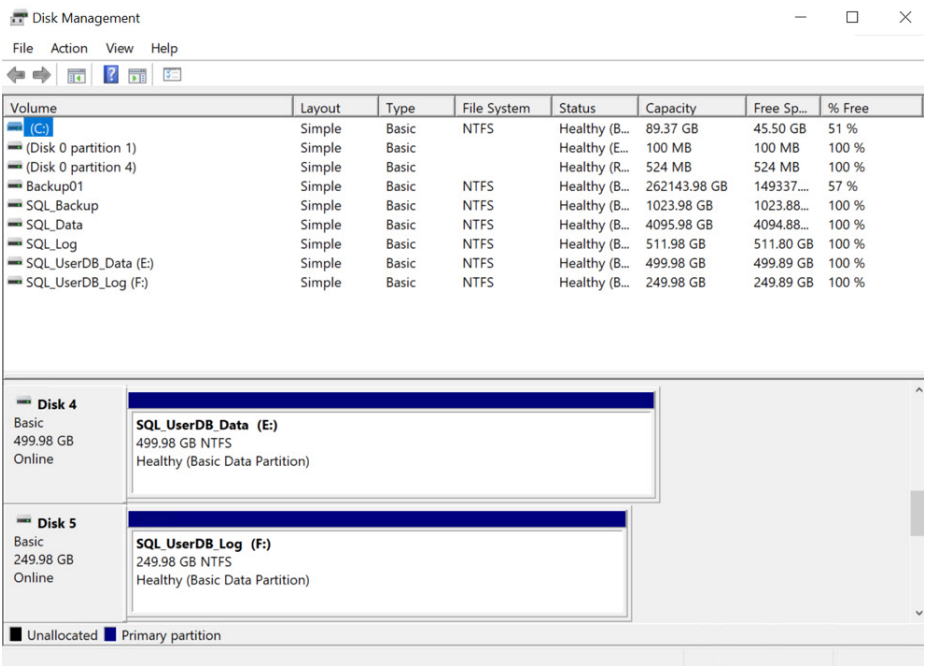 Disk Management
File Action View Help
Volume Layout Type File System Status Capacity Free Sp... % Free
(C:) Simple Basic NTFS Healthy (B... 89.37 GB 45.50 GB 51 %
(Disk 0 partition 1) Simple Basic Healthy (E... 100 MB 100 MB 100 %
(Disk 0 partition 4) Simple Basic Healthy (R... 524 MB 524 MB 100 %
Backup01 Simple Basic NTFS Healthy (B... 262143.98 GB 149337.... 57 %
SQL_Backup Simple Basic NTFS Healthy (B... 1023.98 GB 1023.88... 100 %
SQL_Data Simple Basic NTFS Healthy (B... 4095.98 GB 4094.88... 100 %
SQL_Log Simple Basic NTFS Healthy (B... 511.98 GB 511.80 GB 100 %
SQL_UserDB_Data (E:) Simple Basic NTFS Healthy (B... 499.98 GB 499.89 GB 100 %
SQL_UserDB_Log (F:) Simple Basic NTFS Healthy (B... 249.98 GB 249.89 GB 100 %
Disk 4
Basic
499.98 GB
Online
SQL_UserDB_Data (E:)
499.98 GB NTFS
Healthy (Basic Data Partition)
Disk 5
Basic
249.98 GB
Online
SQL_UserDB_Log (F:)
249.98 GB NTFS
Healthy (Basic Data Partition)
Unallocated Primary partition